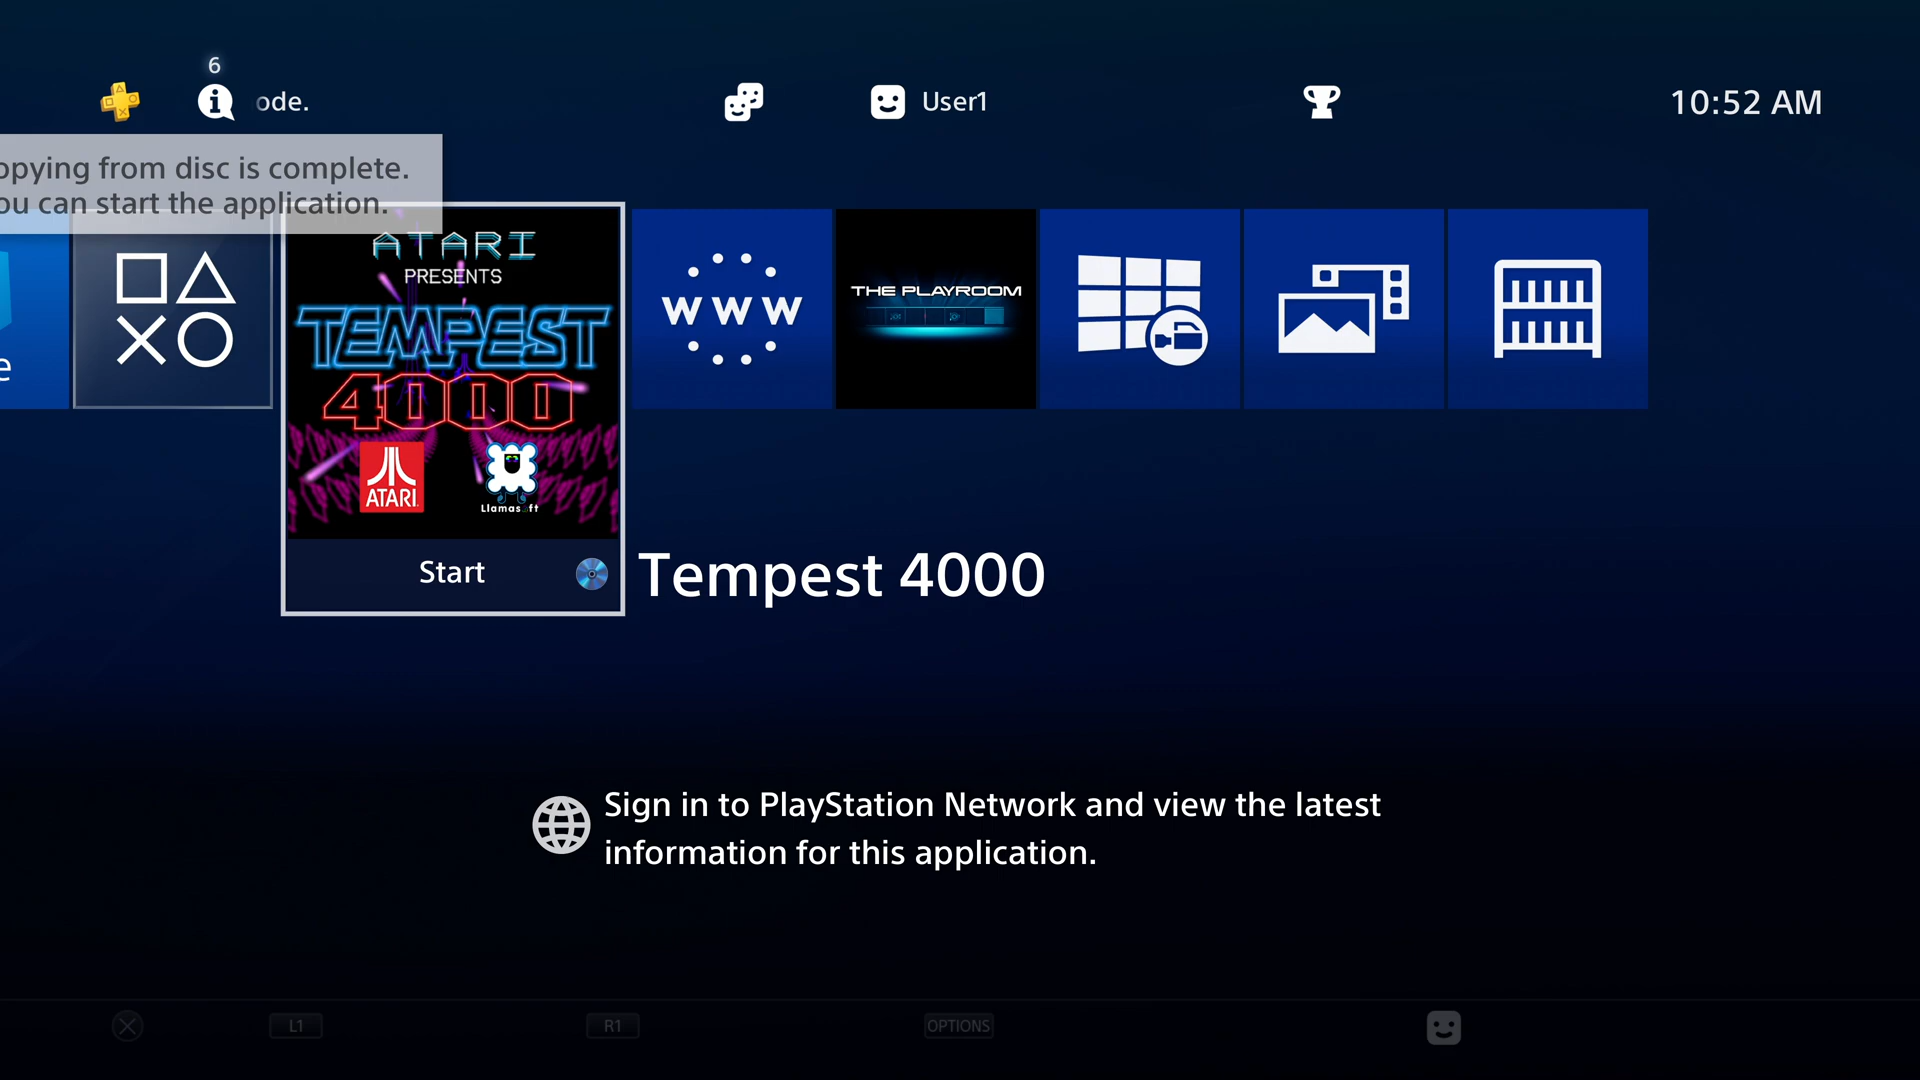 6
ode.
User1
10:52 AM
opying from disc is complete.
ou can start the application.
e
ATARI
PRESENTS
TEMPEST
4000
ATARI
Llamasoft
Start
Tempest 4000
WWW
THE PLAYROOM
Sign in to PlayStation Network and view the latest
information for this application.
L1
R1
OPTIONS